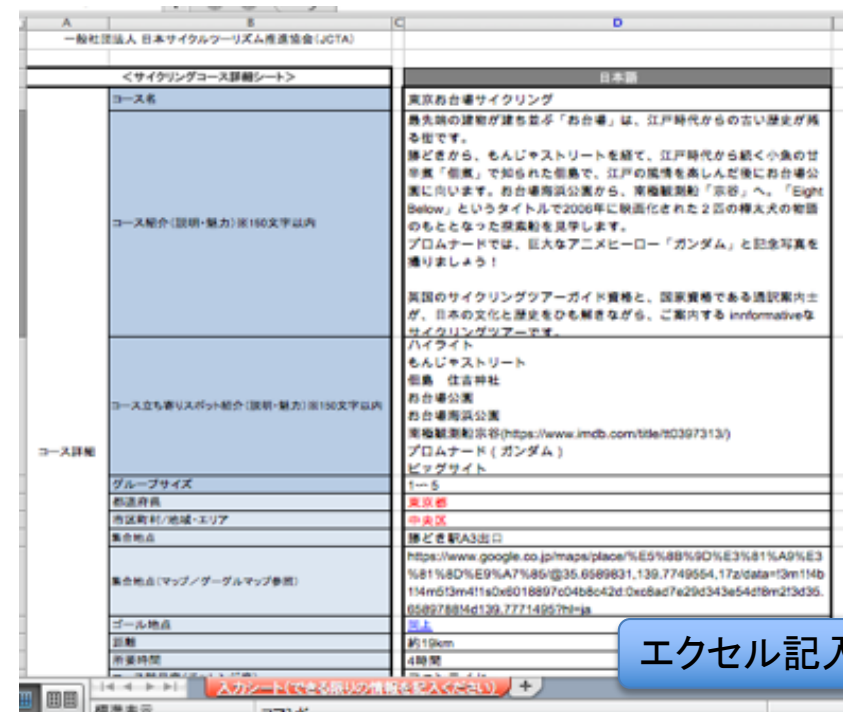 A B C D
一般社団法人 日本サイクルツーリズム推進協会(JCTA)
＜サイクリングコース詳細シート＞ 日本語
コース名 東京お台場サイクリング
コース紹介(説明・魅力)※150文字以内
最先端の建物が建ち並ぶ「お台場」は、江戸時代からの古い歴史が残
る街です。
勝どきから、もんじゃストリートを経て、江戸時代から続く小魚の甘
辛煮「佃煮」で知られた佃島で、江戸の風情を楽しんだ後にお台場公
園に向います。お台場海浜公園から、南極観測船「宗谷」へ。「Eight
Below」というタイトルで2006年に映画化された２匹の樺太犬の物語
のもととなった探索船を見学します。
プロムナードでは、巨大なアニメヒーロー「ガンダム」と記念写真を
撮りましょう！
英国のサイクリングツアーガイド資格と、国家資格である通訳案内士
が、日本の文化と歴史をひも解きながら、ご案内する innformativeな
サイクリングツアーです。
コース立ち寄りスポット紹介(説明・魅力)※150文字以内
ハイライト
もんじゃストリート
佃島　住吉神社
お台場公園
お台場海浜公園
南極観測船宗谷(https://www.imdb.com/title/tt0397313/)
プロムナード ( ガンダム )
ビッグサイト
コース詳細
グループサイズ 1ー 5
都道府県 東京都
市区町村/地域・エリア 中央区
集合地点 勝どき駅A3出口
集合地点(マップ／グーグルマップ参照)
https://www.google.co.jp/maps/place/%E5%8B%9D%E3%81%A9%E3
%81%8D%E9%A7%85/@35.6589831,139.7749554,17z/data=!3m1!4b
1!4m5!3m4!1s0x6018897c04b8c42d:0xc6ad7e29d343e54d!8m2!3d35.
6589788!4d139.7771495?hl=ja
ゴール地点 同上
距離 約19km
所要時間 4時間
エクセル記入
入力シート(できる限りの情報を記入ください)
標準表示 コマンド